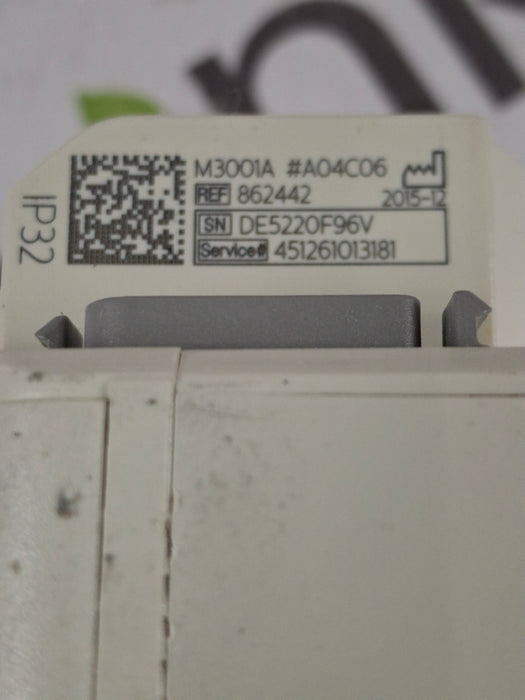 M3001A #A04C06
REF 862442
2015-12
SN DE5220F96V
Service# 451261013181
IP32